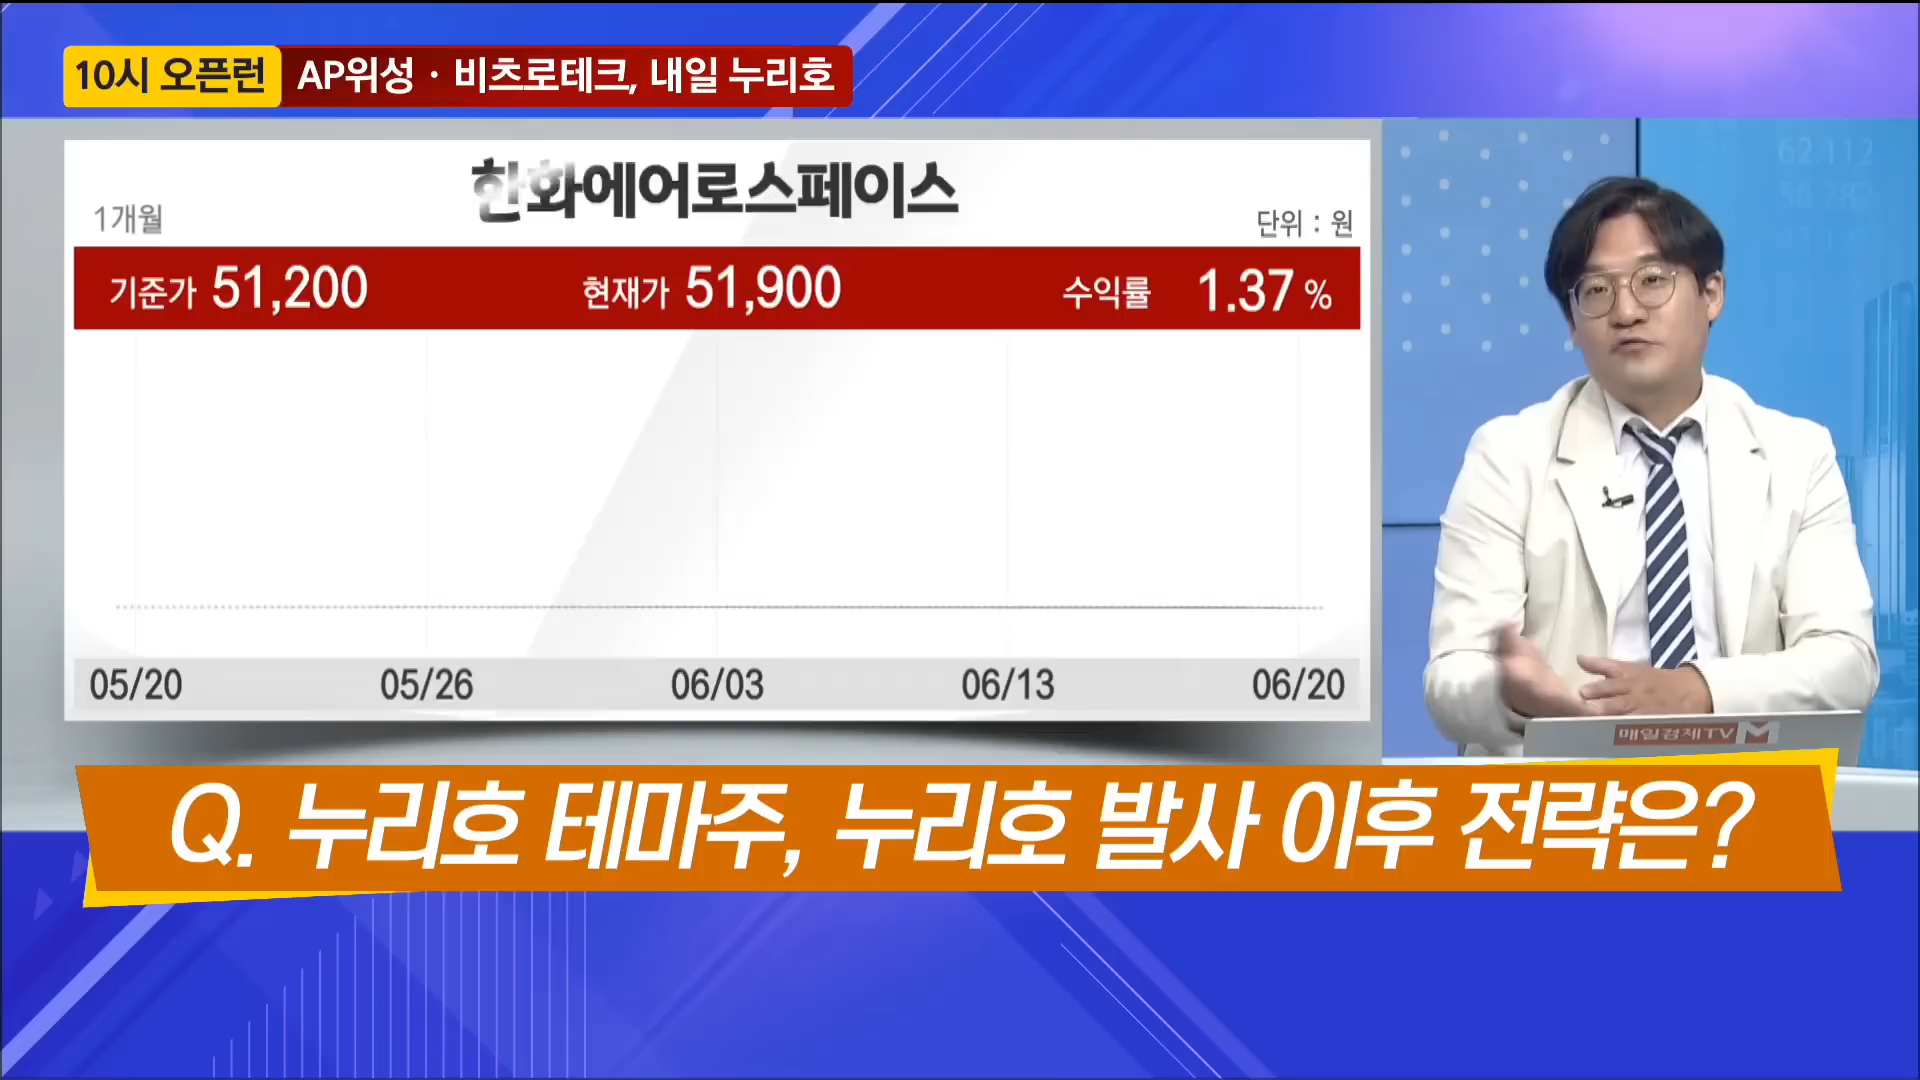 10시 오픈런 AP위성 · 비츠로테크, 내일 누리호
한화에어로스페이스
1개월
단위 : 원
기준가 51,200 현재가 51,900 수익률 1.37 %
05/20 05/26 06/03 06/13 06/20
매일경제TV M
Q. 누리호 테마주, 누리호 발사 이후 전략은?